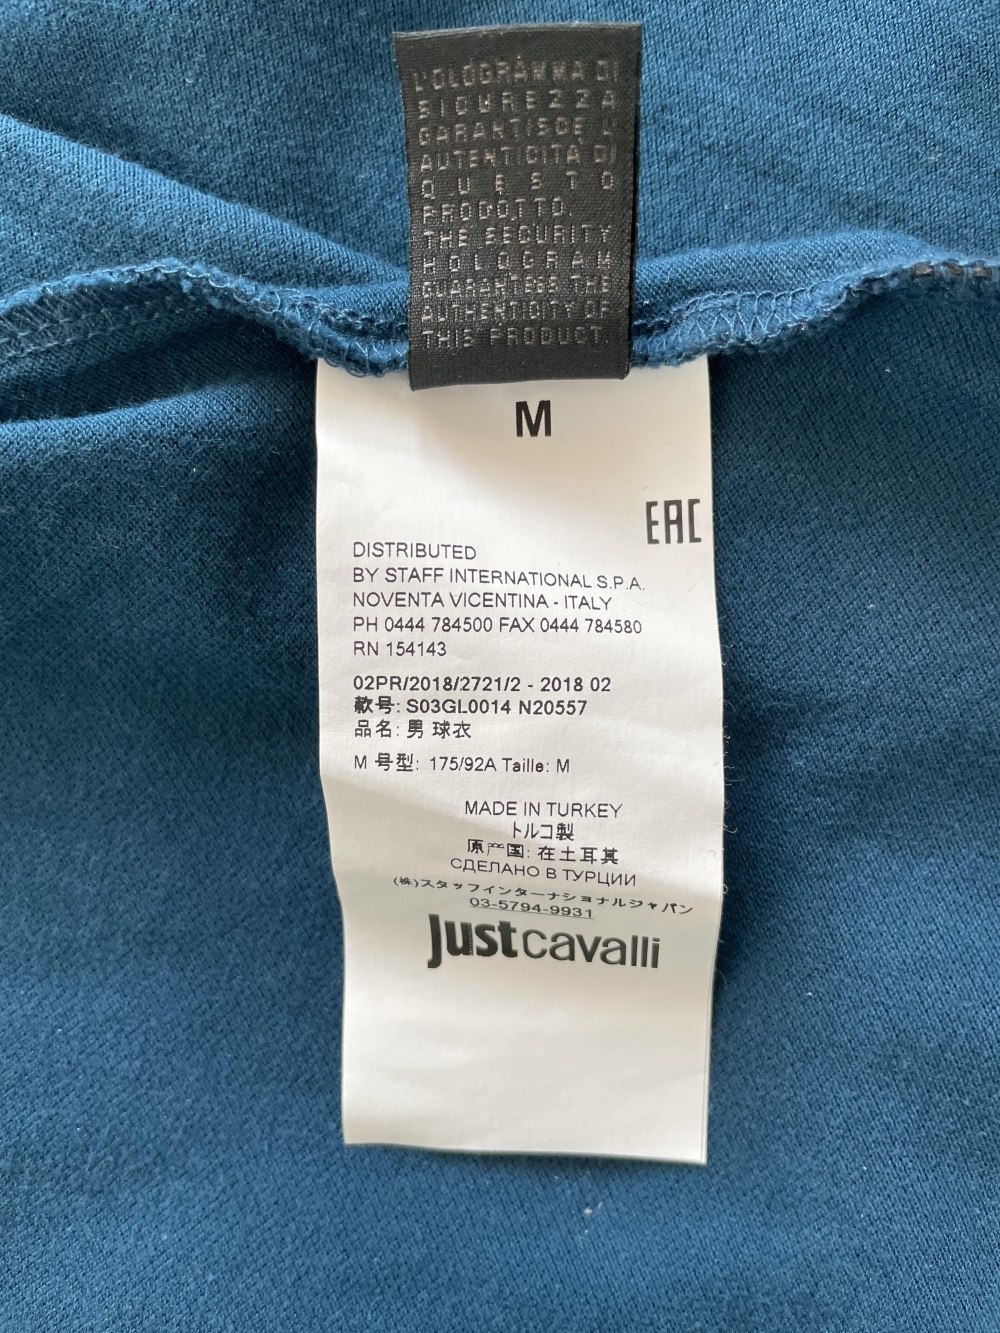 L'OLOGRAMMA DI
SICUREZZA
GARANTISCE L'
AUTENTICITÀ DI
QUESTO
PRODOTTO.
THE SECURITY
HOLOGRAM
GUARANTEES THE
AUTHENTICITY OF
THIS PRODUCT.
M
EAC
DISTRIBUTED
BY STAFF INTERNATIONAL S.P.A.
NOVENTA VICENTINA - ITALY
PH 0444 784500 FAX 0444 784580
RN 154143
02PR/2018/2721/2 - 2018 02
款号: S03GL0014 N20557
品名: 男 球衣
M 号型: 175/92A Taille: M
MADE IN TURKEY
トルコ製
原产国: 在土耳其
СДЕЛАНО В ТУРЦИИ
(株)スタッフインターナショナルジャパン
03-5794-9931
justcavalli